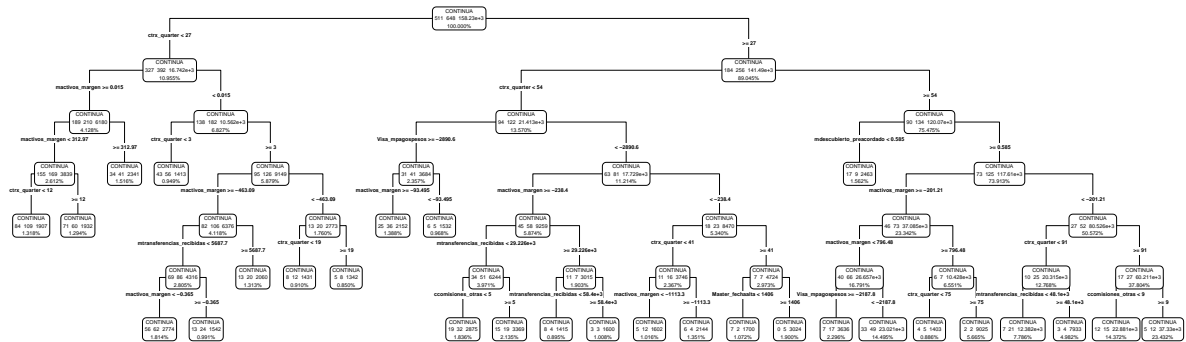 CONTINUA
511 648 158.23e+3
100.000%
ctrx_quarter < 27
>= 27
CONTINUA
327 392 16.742e+3
10.955%
CONTINUA
184 256 141.49e+3
89.045%
mactivos_margen >= 0.015
< 0.015
ctrx_quarter < 54
>= 54
CONTINUA
189 210 6180
4.128%
CONTINUA
138 182 10.562e+3
6.827%
CONTINUA
94 122 21.413e+3
13.570%
CONTINUA
90 134 120.07e+3
75.475%
mactivos_margen < 312.97
>= 312.97
ctrx_quarter < 3
>= 3
Visa_mpagospesos >= -2890.6
< -2890.6
mdescubierto_preacordado < 0.585
>= 0.585
CONTINUA
155 169 3839
2.612%
CONTINUA
34 41 2341
1.516%
CONTINUA
43 56 1413
0.949%
CONTINUA
95 126 9149
5.879%
CONTINUA
31 41 3684
2.357%
CONTINUA
63 81 17.729e+3
11.214%
CONTINUA
17 9 2463
1.562%
CONTINUA
73 125 117.61e+3
73.913%
ctrx_quarter < 12
>= 12
mactivos_margen >= -463.09
< -463.09
mactivos_margen >= -93.495
< -93.495
mactivos_margen >= -238.4
< -238.4
mactivos_margen >= -201.21
< -201.21
CONTINUA
84 109 1907
1.318%
CONTINUA
71 60 1932
1.294%
CONTINUA
82 106 6376
4.118%
CONTINUA
13 20 2773
1.760%
CONTINUA
25 36 2152
1.388%
CONTINUA
6 5 1532
0.968%
CONTINUA
45 58 9259
5.874%
CONTINUA
18 23 8470
5.340%
CONTINUA
46 73 37.085e+3
23.342%
CONTINUA
27 52 80.526e+3
50.572%
mtransferencias_recibidas < 5687.7
>= 5687.7
ctrx_quarter < 19
>= 19
mtransferencias_recibidas < 29.226e+3
>= 29.226e+3
ctrx_quarter < 41
>= 41
mactivos_margen < 796.48
>= 796.48
ctrx_quarter < 91
>= 91
CONTINUA
69 86 4316
2.805%
CONTINUA
13 20 2060
1.313%
CONTINUA
8 12 1431
0.910%
CONTINUA
5 8 1342
0.850%
CONTINUA
34 51 6244
3.971%
CONTINUA
11 7 3015
1.903%
CONTINUA
11 16 3746
2.367%
CONTINUA
7 7 4724
2.973%
CONTINUA
40 66 26.657e+3
16.791%
CONTINUA
6 7 10.428e+3
6.551%
CONTINUA
10 25 20.315e+3
12.768%
CONTINUA
17 27 60.211e+3
37.804%
mactivos_margen < -0.365
>= -0.365
ccomisiones_otras < 5
>= 5
mtransferencias_recibidas < 58.4e+3
>= 58.4e+3
mactivos_margen < -1113.3
>= -1113.3
Master_fechaalta < 1406
>= 1406
Visa_mpagospesos >= -2187.8
< -2187.8
ctrx_quarter < 75
>= 75
mtransferencias_recibidas < 48.1e+3
>= 48.1e+3
ccomisiones_otras < 9
>= 9
CONTINUA
56 62 2774
1.814%
CONTINUA
13 24 1542
0.991%
CONTINUA
19 32 2875
1.836%
CONTINUA
15 19 3369
2.135%
CONTINUA
8 4 1415
0.895%
CONTINUA
3 3 1600
1.008%
CONTINUA
5 12 1602
1.016%
CONTINUA
6 4 2144
1.351%
CONTINUA
7 2 1700
1.072%
CONTINUA
0 5 3024
1.900%
CONTINUA
7 17 3636
2.296%
CONTINUA
33 49 23.021e+3
14.495%
CONTINUA
4 5 1403
0.886%
CONTINUA
2 2 9025
5.665%
CONTINUA
7 21 12.382e+3
7.786%
CONTINUA
3 4 7933
4.982%
CONTINUA
12 15 22.881e+3
14.372%
CONTINUA
5 12 37.33e+3
23.432%